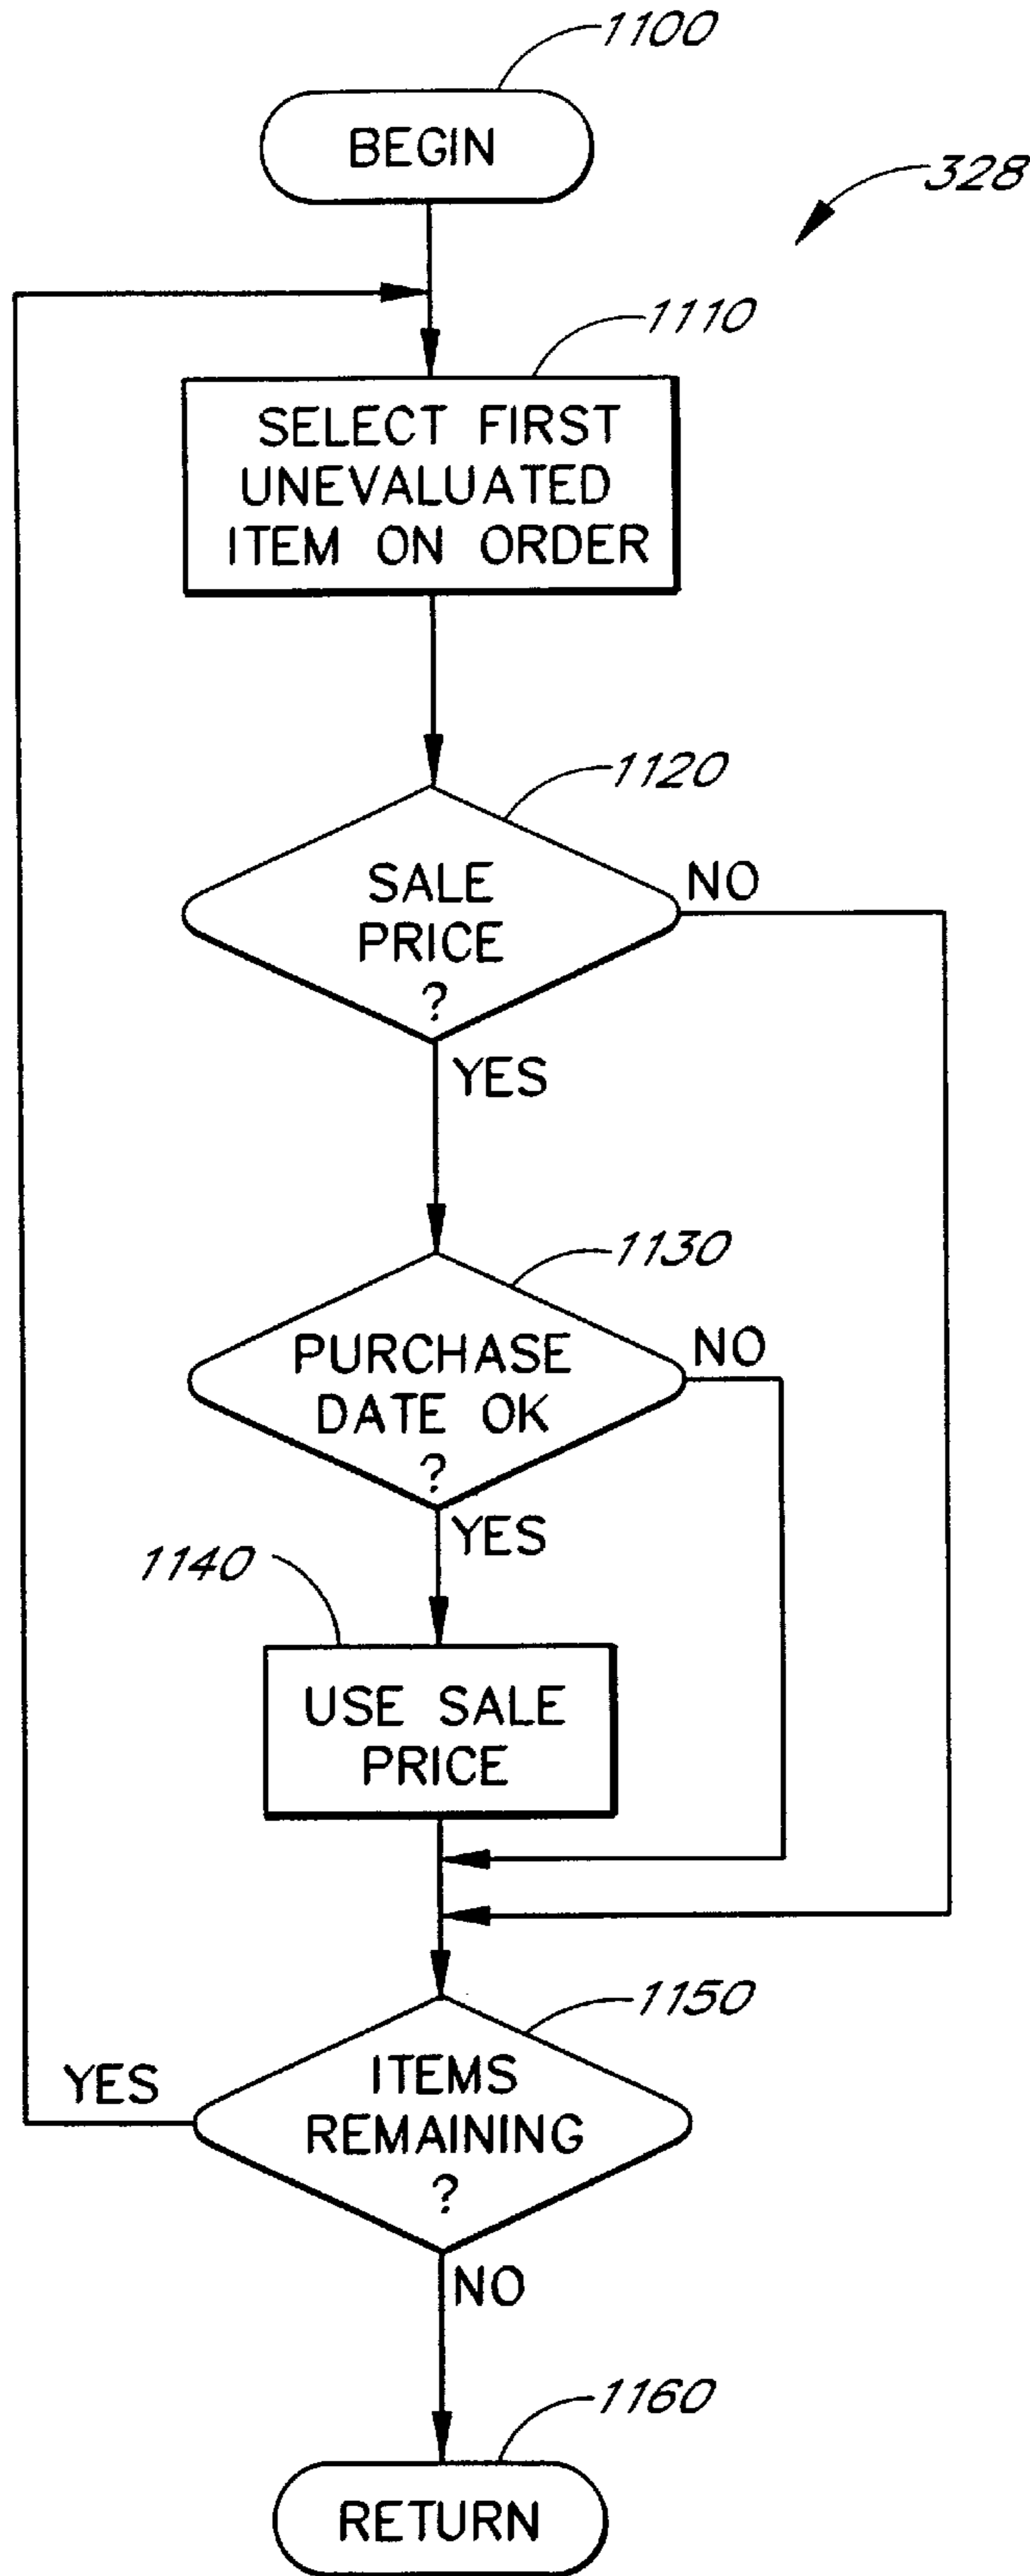 1100
BEGIN
328
1110
SELECT FIRST
UNEVALUATED
ITEM ON ORDER
1120
SALE
PRICE
?
NO
YES
1130
PURCHASE
DATE OK
?
NO
YES
1140
USE SALE
PRICE
1150
ITEMS
REMAINING
?
YES
NO
1160
RETURN